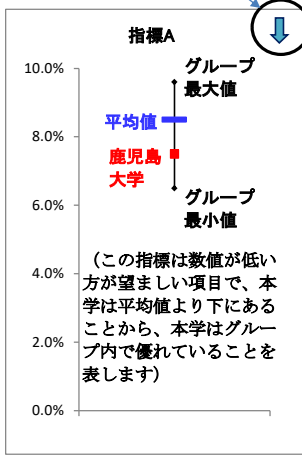 指標A
10.0%
8.0%
6.0%
4.0%
2.0%
0.0%
グループ
最大値
平均値
鹿児島
大学
グループ
最小値
（この指標は数値が低い
方が望ましい項目で、本
学は平均値より下にある
ことから、本学はグルー
プ内で優れていることを
表します）